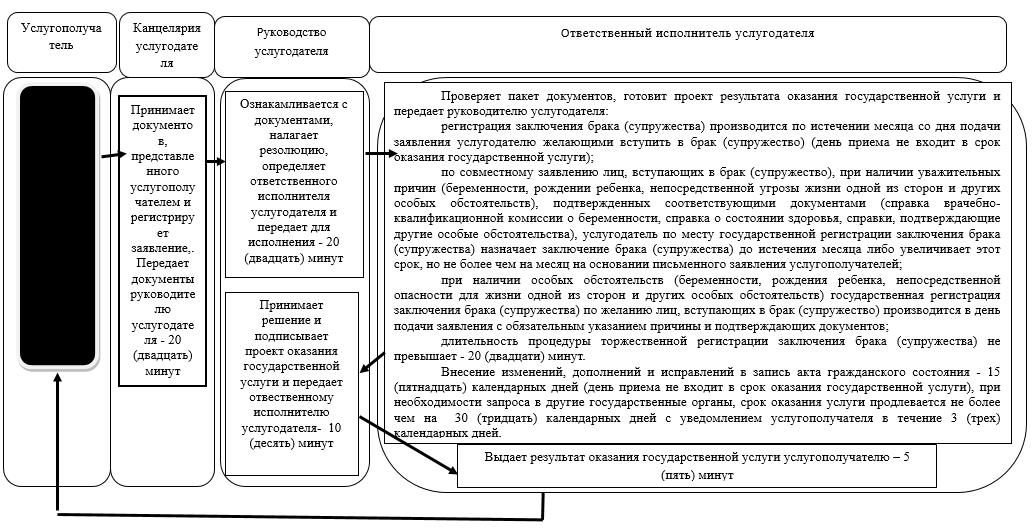 Услугополуча
тель
Канцелярия
услугодате
ля
Руководство
услугодателя
Ответственный исполнитель услугодателя
Принимает
документо
в,
представле
нного
услугополу
чателем и
регистриру
ет
заявление,.
Передает
документы
руководите
лю
услугодате
ля - 20
(двадцать)
минут
Ознакамливается с
документами,
налагает
резолюцию,
определяет
ответственного
исполнителя
услугодателя и
передает для
исполнения - 20
(двадцать) минут
Принимает
решение и
подписывает
проект оказания
государственной
услуги и передает
отвественному
исполнителю
услугодателя- 10
(десять) минут
Проверяет пакет документов, готовит проект результата оказания государственной услуги и
передает руководителю услугодателя:
регистрация заключения брака (супружества) производится по истечении месяца со дня подачи
заявления услугодателю желающими вступить в брак (супружество) (день приема не входит в срок
оказания государственной услуги);
по совместному заявлению лиц, вступающих в брак (супружество), при наличии уважительных
причин (беременности, рождении ребенка, непосредственной угрозы жизни одной из сторон и других
особых обстоятельств), подтвержденных соответствующими документами (справка врачебно-
квалификационной комиссии о беременности, справка о состоянии здоровья, справки, подтверждающие
другие особые обстоятельства), услугодатель по месту государственной регистрации заключения брака
(супружества) назначает заключение брака (супружества) до истечения месяца либо увеличивает этот
срок, но не более чем на месяц на основании письменного заявления услугополучателей;
при наличии особых обстоятельств (беременности, рождения ребенка, непосредственной
опасности для жизни одной из сторон и других особых обстоятельств) государственная регистрация
заключения брака (супружества) по желанию лиц, вступающих в брак (супружество) производится в день
подачи заявления с обязательным указанием причины и подтверждающих документов;
длительность процедуры торжественной регистрации заключения брака (супружества) не
превышает - 20 (двадцати) минут.
Внесение изменений, дополнений и исправлений в запись акта гражданского состояния - 15
(пятнадцать) календарных дней (день приема не входит в срок оказания государственной услуги), при
необходимости запроса в другие государственные органы, срок оказания услуги продлевается не более
чем на 30 (тридцать) календарных дней с уведомлением услугополучателя в течение 3 (трех)
календарных дней.
Выдает результат оказания государственной услуги услугополучателю – 5
(пять) минут